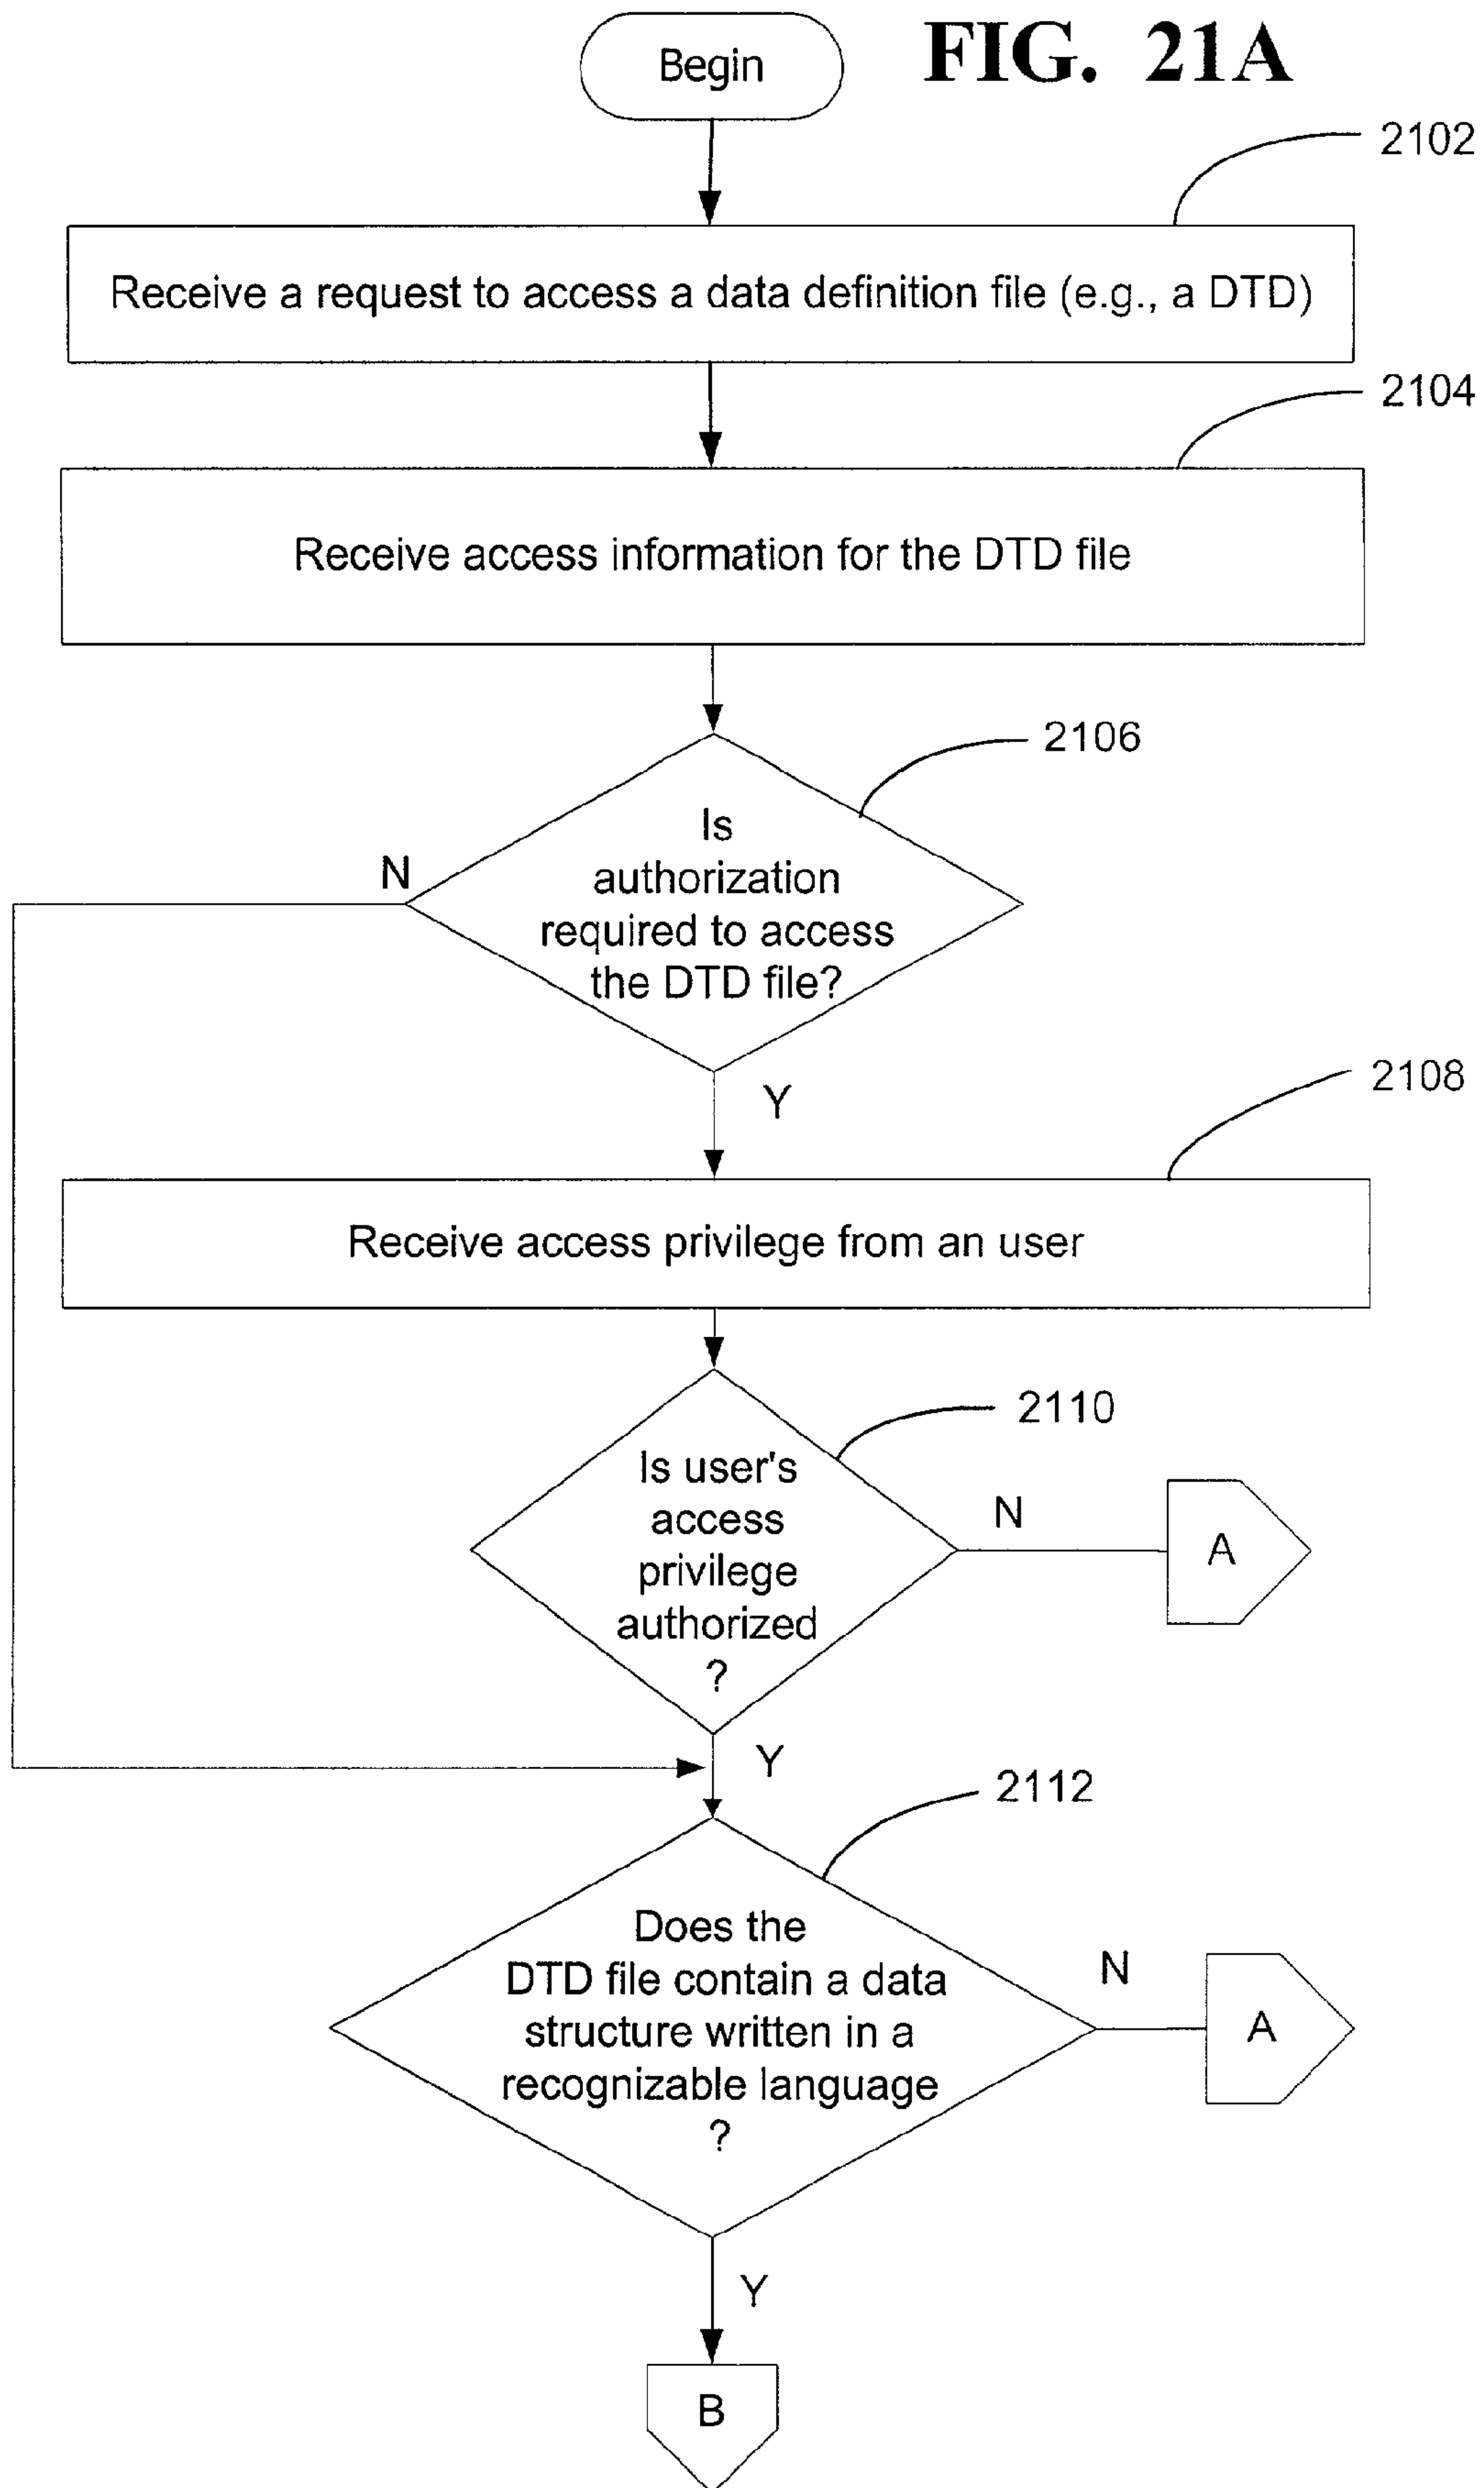 Begin
FIG. 21A
2102
Receive a request to access a data definition file (e.g., a DTD)
2104
Receive access information for the DTD file
2106
Is
authorization
required to access
the DTD file?
N
Y
2108
Receive access privilege from an user
2110
Is user's
access
privilege
authorized
?
N
A
Y
2112
Does the
DTD file contain a data
structure written in a
recognizable language
?
N
A
Y
B